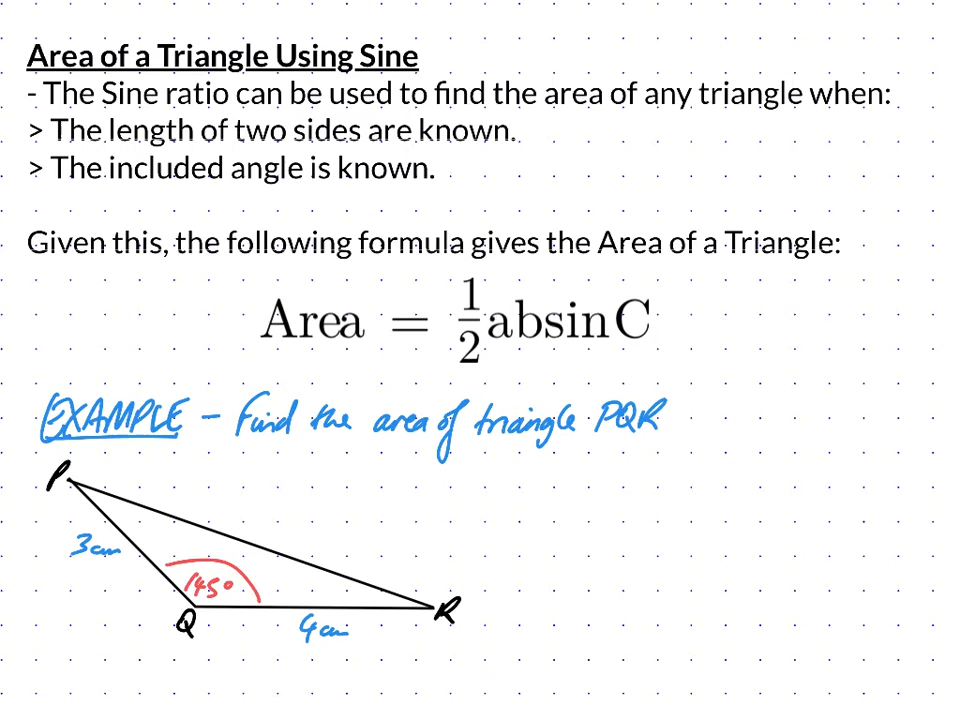 Area of a Triangle Using Sine
- The Sine ratio can be used to find the area of any triangle when:
> The length of two sides are known.
> The included angle is known.
Given this, the following formula gives the Area of a Triangle:
Area = 1/2 absinC
EXAMPLE - Find the area of triangle PQR
P
3cm
145°
Q
4cm
R